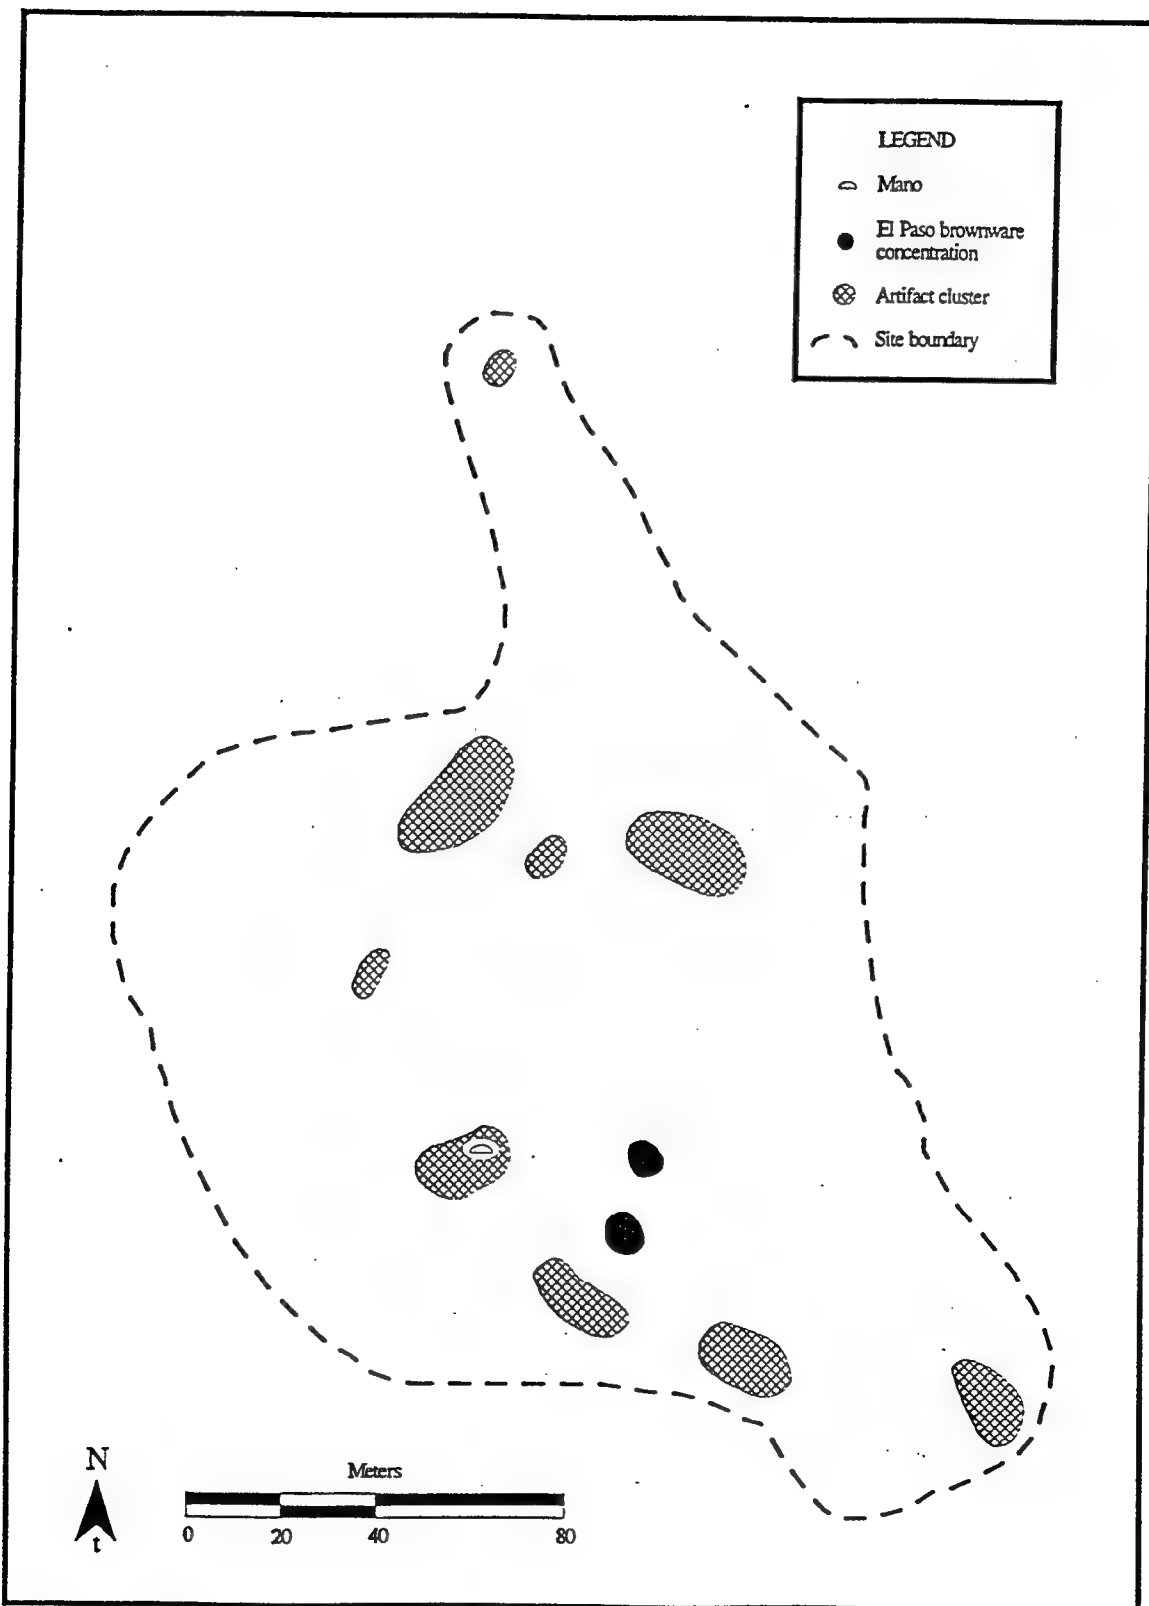 LEGEND
Mano
El Paso brownware
concentration
Artifact cluster
Site boundary
N
t
Meters
0 20 40 80